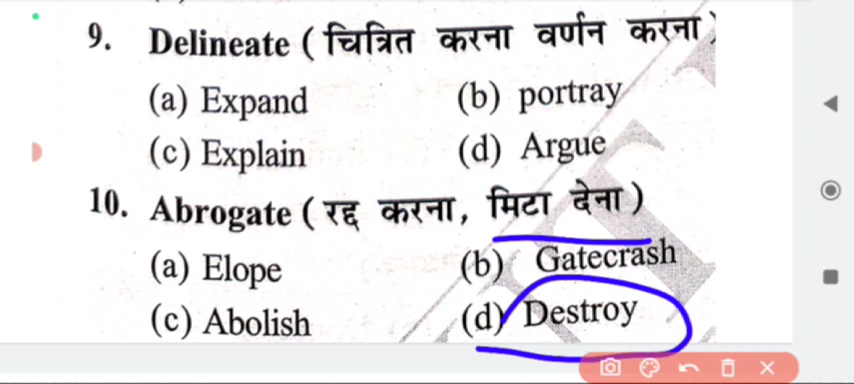 9. Delineate ( चित्रित करना वर्णन करना )
(a) Expand (b) portray
(c) Explain (d) Argue
10. Abrogate ( रद्द करना, मिटा देना )
(a) Elope (b) Gatecrash
(c) Abolish (d) Destroy